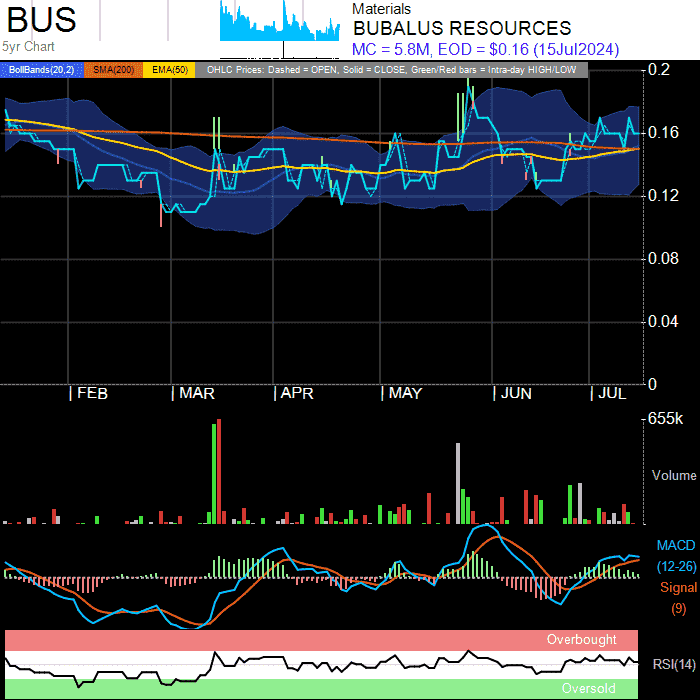 BUS
5yr Chart
Materials
BUBALUS RESOURCES
MC = 5.8M, EOD = $0.16 (15Jul2024)
BollBands(20,2) SMA(200) EMA(50) OHLC Prices: Dashed = OPEN, Solid = CLOSE, Green/Red bars = Intra-day HIGH/LOW
0.2
0.16
0.12
0.08
0.04
0
| FEB | MAR | APR | MAY | JUN | JUL
655k
Volume
MACD
(12-26)
Signal
(9)
Overbought
RSI(14)
Oversold